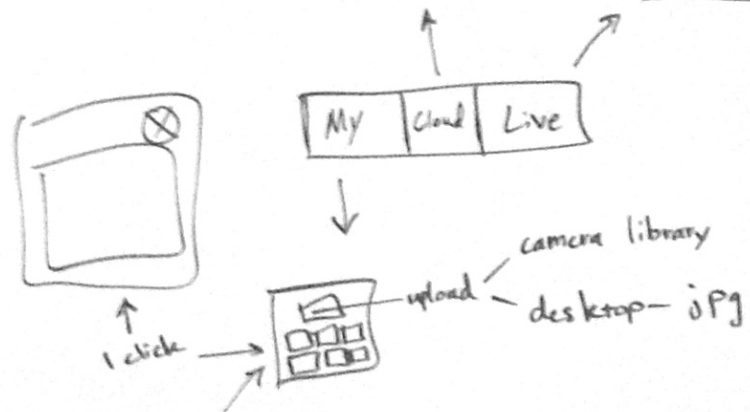 My Cloud Live
camera library
upload
desktop - jpg
1 click